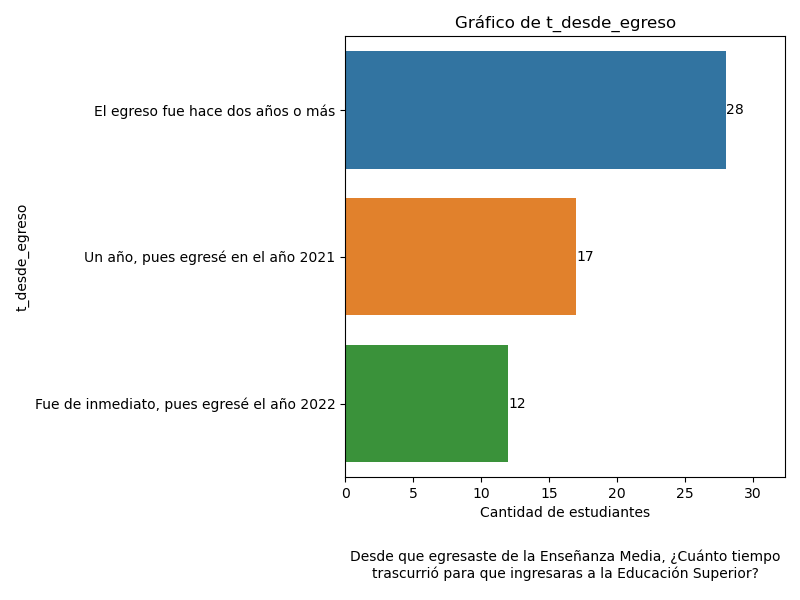 Gráfico de t_desde_egreso
El egreso fue hace dos años o más
28
Un año, pues egresé en el año 2021
17
Fue de inmediato, pues egresé el año 2022
12
t_desde_egreso
0 5 10 15 20 25 30
Cantidad de estudiantes
Desde que egresaste de la Enseñanza Media, ¿Cuánto tiempo
trascurrió para que ingresaras a la Educación Superior?